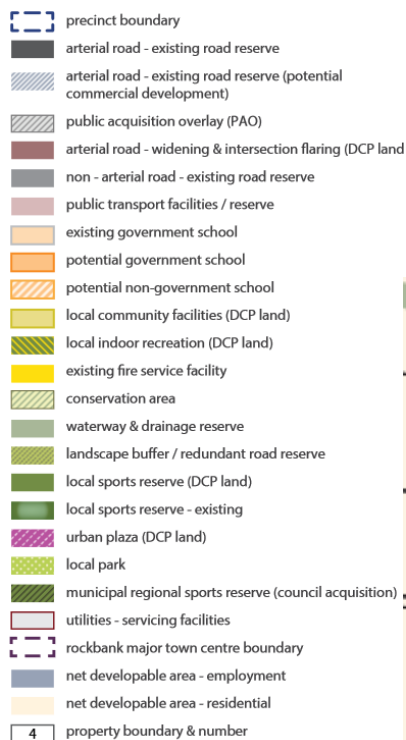 precinct boundary
arterial road - existing road reserve
arterial road - existing road reserve (potential
commercial development)
public acquisition overlay (PAO)
arterial road - widening & intersection flaring (DCP land
non - arterial road - existing road reserve
public transport facilities / reserve
existing government school
potential government school
potential non-government school
local community facilities (DCP land)
local indoor recreation (DCP land)
existing fire service facility
conservation area
waterway & drainage reserve
landscape buffer / redundant road reserve
local sports reserve (DCP land)
local sports reserve - existing
urban plaza (DCP land)
local park
municipal regional sports reserve (council acquisition)
utilities - servicing facilities
rockbank major town centre boundary
net developable area - employment
net developable area - residential
4 property boundary & number